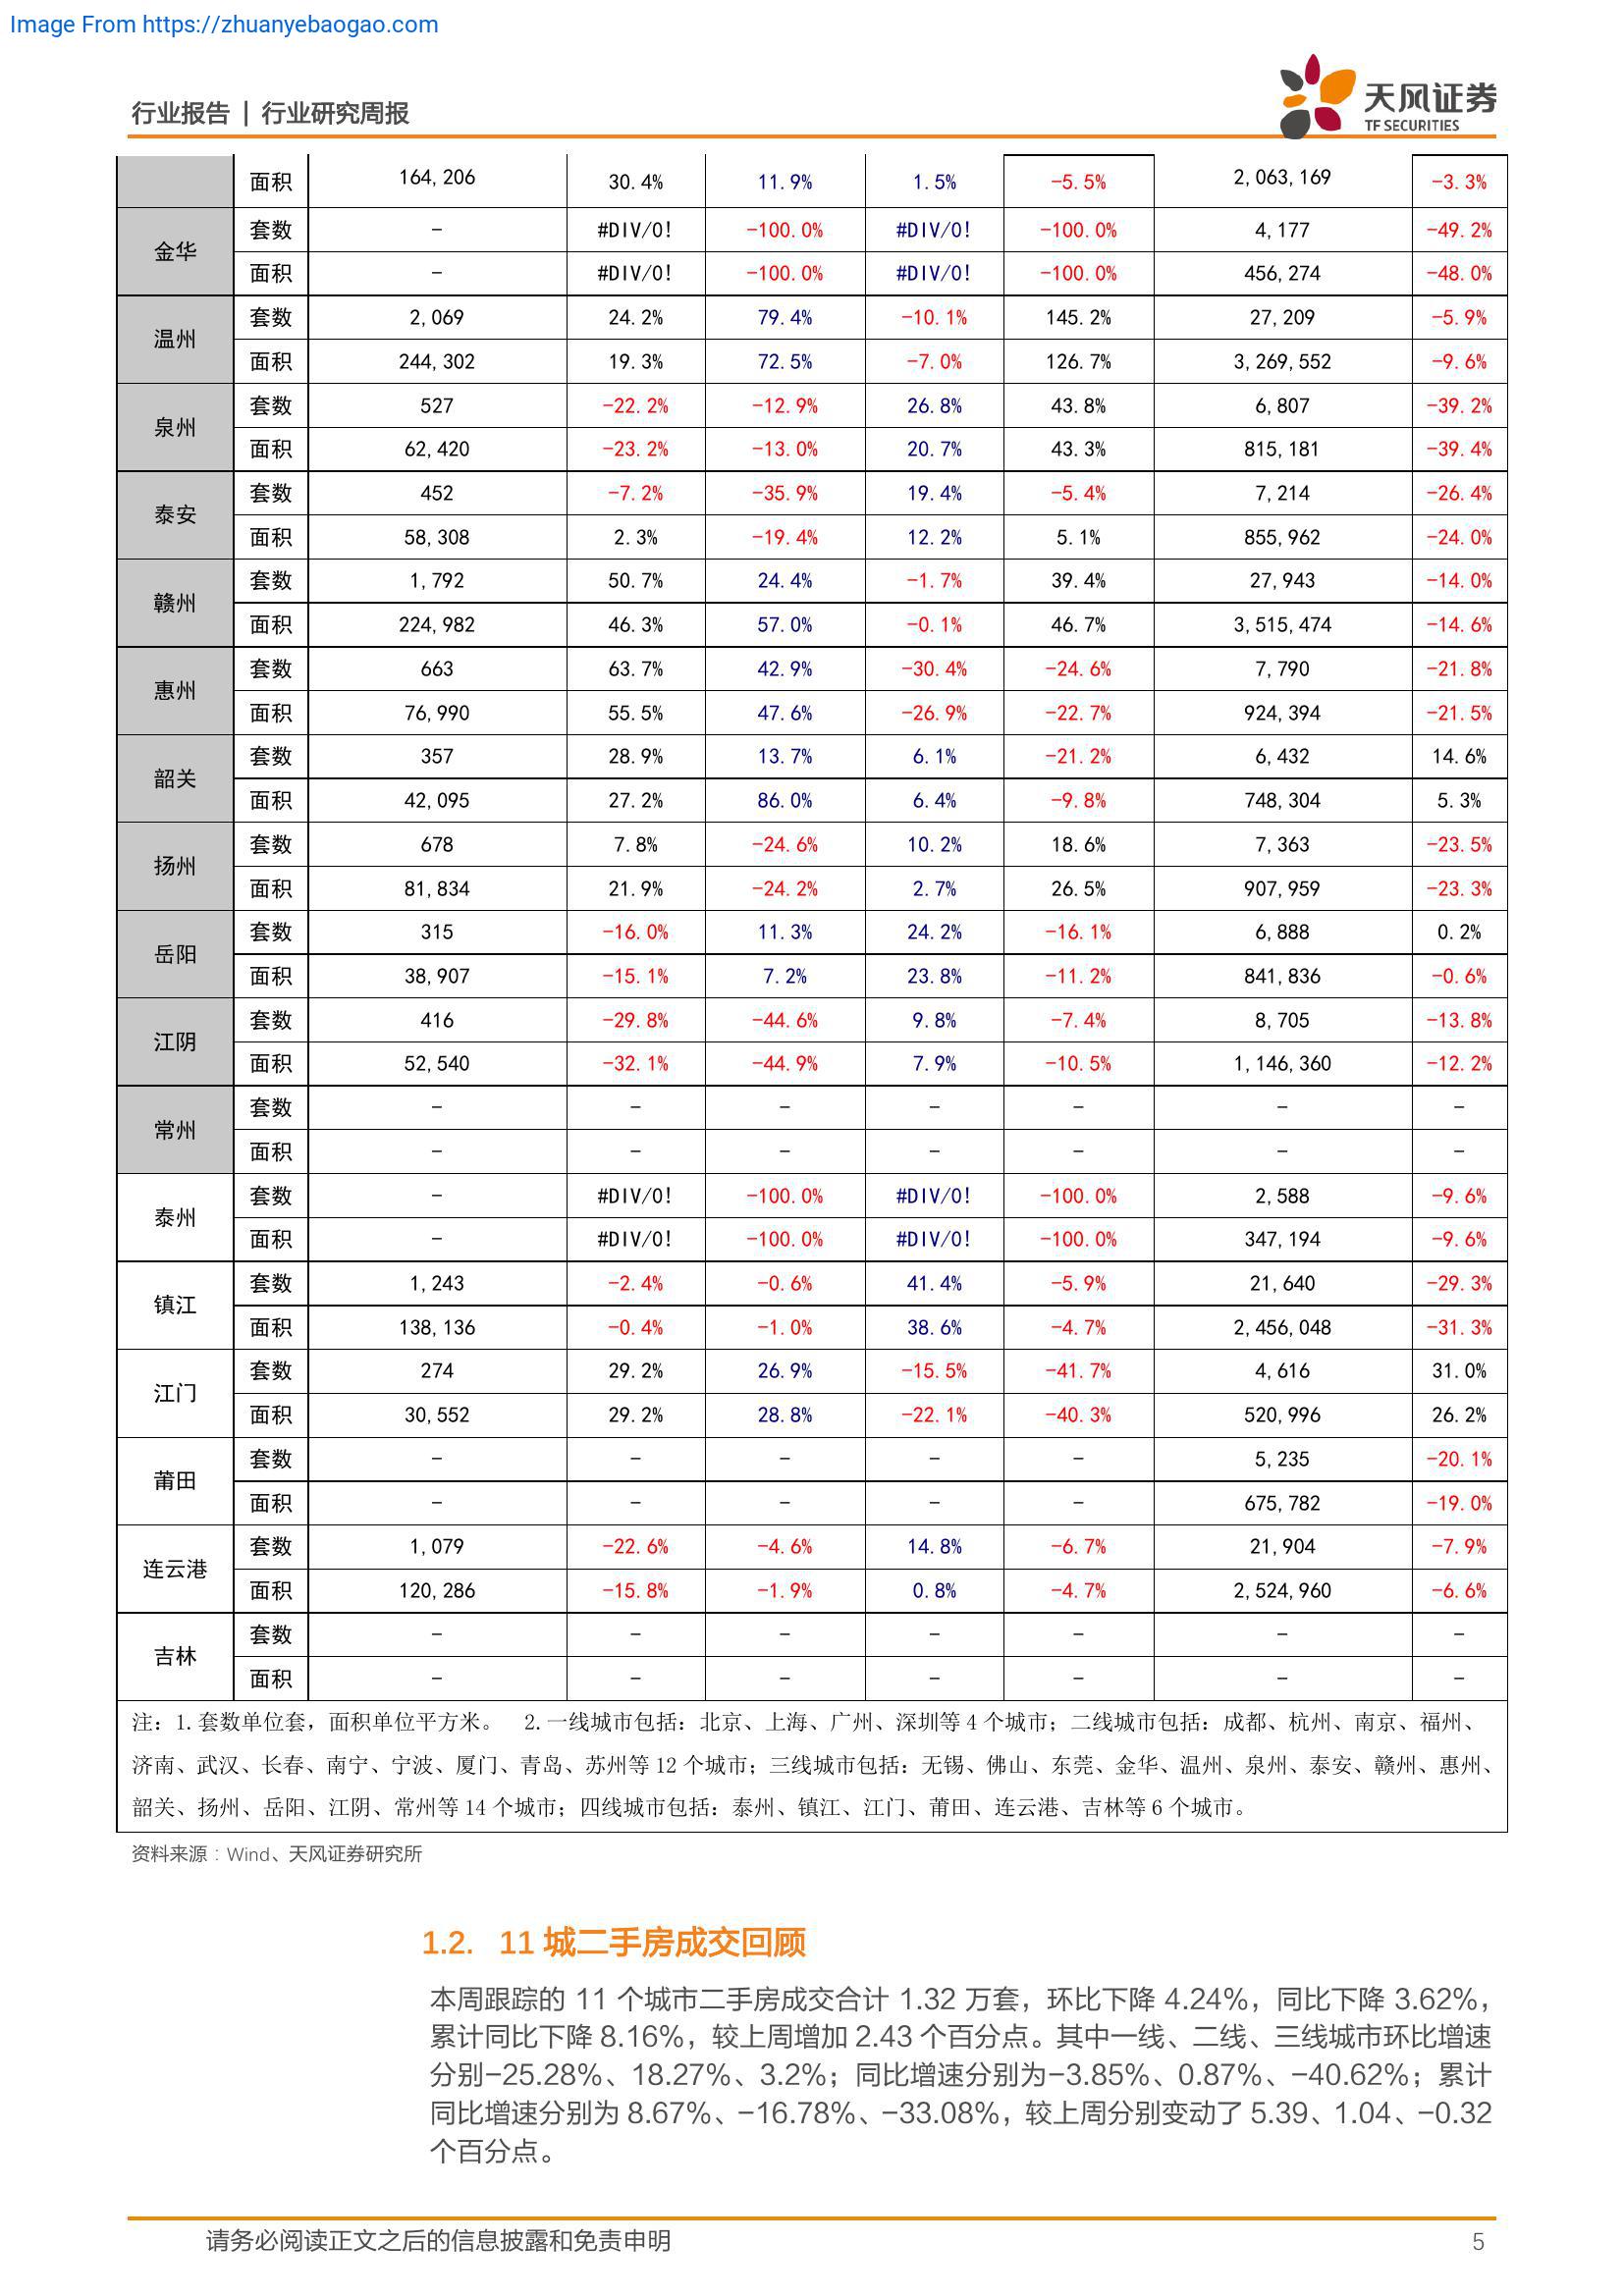 Image From https://zhuanyebaogao.com
行业报告 | 行业研究周报
天风证券
TF SECURITIES
面积 164,206 30.4% 11.9% 1.5% -5.5% 2,063,169 -3.3%
金华
套数 - #DIV/0! -100.0% #DIV/0! -100.0% 4,177 -49.2%
面积 - #DIV/0! -100.0% #DIV/0! -100.0% 456,274 -48.0%
温州
套数 2,069 24.2% 79.4% -10.1% 145.2% 27,209 -5.9%
面积 244,302 19.3% 72.5% -7.0% 126.7% 3,269,552 -9.6%
泉州
套数 527 -22.2% -12.9% 26.8% 43.8% 6,807 -39.2%
面积 62,420 -23.2% -13.0% 20.7% 43.3% 815,181 -39.4%
泰安
套数 452 -7.2% -35.9% 19.4% -5.4% 7,214 -26.4%
面积 58,308 2.3% -19.4% 12.2% 5.1% 855,962 -24.0%
赣州
套数 1,792 50.7% 24.4% -1.7% 39.4% 27,943 -14.0%
面积 224,982 46.3% 57.0% -0.1% 46.7% 3,515,474 -14.6%
惠州
套数 663 63.7% 42.9% -30.4% -24.6% 7,790 -21.8%
面积 76,990 55.5% 47.6% -26.9% -22.7% 924,394 -21.5%
韶关
套数 357 28.9% 13.7% 6.1% -21.2% 6,432 14.6%
面积 42,095 27.2% 86.0% 6.4% -9.8% 748,304 5.3%
扬州
套数 678 7.8% -24.6% 10.2% 18.6% 7,363 -23.5%
面积 81,834 21.9% -24.2% 2.7% 26.5% 907,959 -23.3%
岳阳
套数 315 -16.0% 11.3% 24.2% -16.1% 6,888 0.2%
面积 38,907 -15.1% 7.2% 23.8% -11.2% 841,836 -0.6%
江阴
套数 416 -29.8% -44.6% 9.8% -7.4% 8,705 -13.8%
面积 52,540 -32.1% -44.9% 7.9% -10.5% 1,146,360 -12.2%
常州
套数 - - - - - - -
面积 - - - - - - -
泰州
套数 - #DIV/0! -100.0% #DIV/0! -100.0% 2,588 -9.6%
面积 - #DIV/0! -100.0% #DIV/0! -100.0% 347,194 -9.6%
镇江
套数 1,243 -2.4% -0.6% 41.4% -5.9% 21,640 -29.3%
面积 138,136 -0.4% -1.0% 38.6% -4.7% 2,456,048 -31.3%
江门
套数 274 29.2% 26.9% -15.5% -41.7% 4,616 31.0%
面积 30,552 29.2% 28.8% -22.1% -40.3% 520,996 26.2%
莆田
套数 - - - - - 5,235 -20.1%
面积 - - - - - 675,782 -19.0%
连云港
套数 1,079 -22.6% -4.6% 14.8% -6.7% 21,904 -7.9%
面积 120,286 -15.8% -1.9% 0.8% -4.7% 2,524,960 -6.6%
吉林
套数 - - - - - - -
面积 - - - - - - -
注：1.套数单位套，面积单位平方米。 2.一线城市包括：北京、上海、广州、深圳等 4 个城市；二线城市包括：成都、杭州、南京、福州、
济南、武汉、长春、南宁、宁波、厦门、青岛、苏州等 12 个城市；三线城市包括：无锡、佛山、东莞、金华、温州、泉州、泰安、赣州、惠州、
韶关、扬州、岳阳、江阴、常州等 14 个城市；四线城市包括：泰州、镇江、江门、莆田、连云港、吉林等 6 个城市。
资料来源：Wind、天风证券研究所
1.2. 11 城二手房成交回顾
本周跟踪的 11 个城市二手房成交合计 1.32 万套，环比下降 4.24%，同比下降 3.62%，
累计同比下降 8.16%，较上周增加 2.43 个百分点。其中一线、二线、三线城市环比增速
分别-25.28%、18.27%、3.2%；同比增速分别为-3.85%、0.87%、-40.62%；累计
同比增速分别为 8.67%、-16.78%、-33.08%，较上周分别变动了 5.39、1.04、-0.32
个百分点。
请务必阅读正文之后的信息披露和免责申明 5